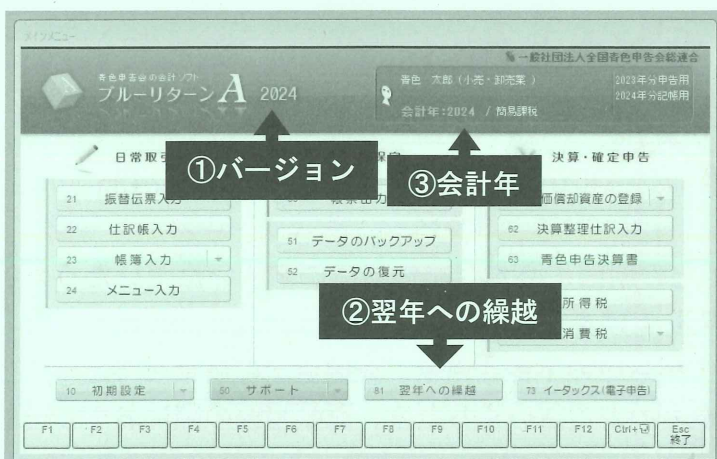 メインメニュー
一般社団法人全国青色申告会総連合
青色申告会の会計ソフト
ブルーリターンA 2024
青色 太郎(小売・卸売業 )
会計年:2024 / 簡易課税
2023年分申告用
2024年分記帳用
①バージョン
③会計年
日常取
決算・確定申告
21 振替伝票入力
22 仕訳帳入力
23 帳簿入力
24 メニュー入力
51 データのバックアップ
52 データの復元
価償却資産の登録
62 決算整理仕訳入力
63 青色申告決算書
所得税
消費税
②翌年への繰越
10 初期設定
50 サポート
81 翌年への繰越
73 イータックス(電子申告)
F1 F2 F3 F4 F5 F6 F7 F8 F9 F10 F11 F12 Ctrl+ Esc
終了